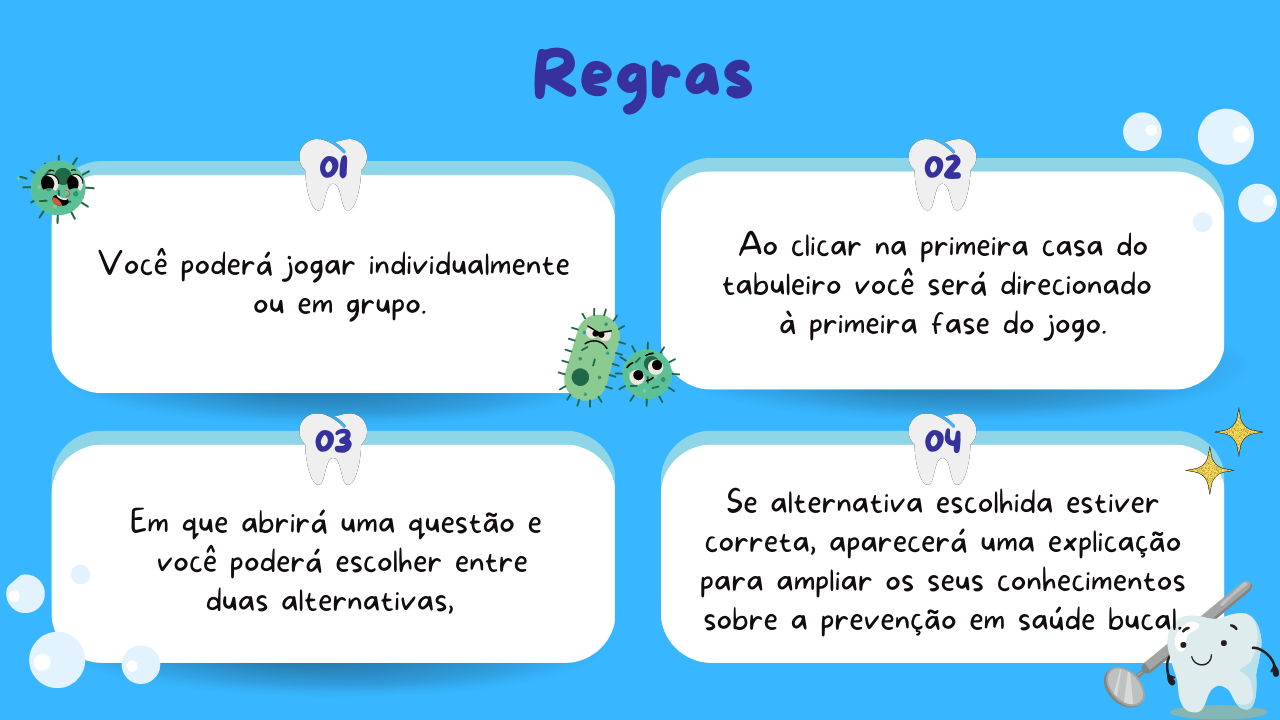 Regras
01
Você poderá jogar individualmente
ou em grupo.
02
Ao clicar na primeira casa do
tabuleiro você será direcionado
à primeira fase do jogo.
03
Em que abrirá uma questão e
você poderá escolher entre
duas alternativas,
04
Se alternativa escolhida estiver
correta, aparecerá uma explicação
para ampliar os seus conhecimentos
sobre a prevenção em saúde bucal.